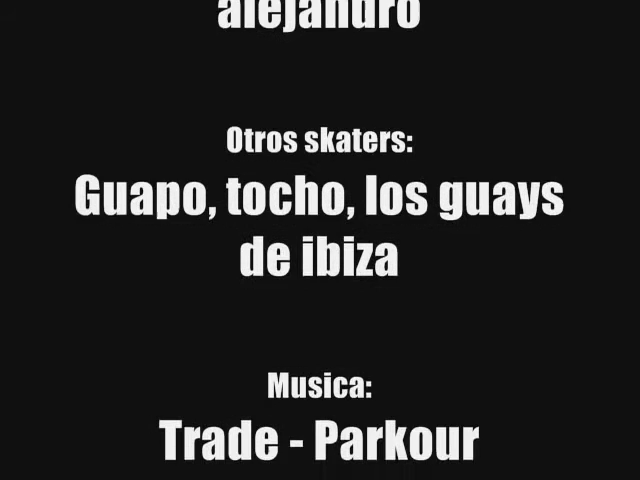 alejandro
Otros skaters:
Guapo, tocho, los guays
de ibiza
Musica:
Trade - Parkour